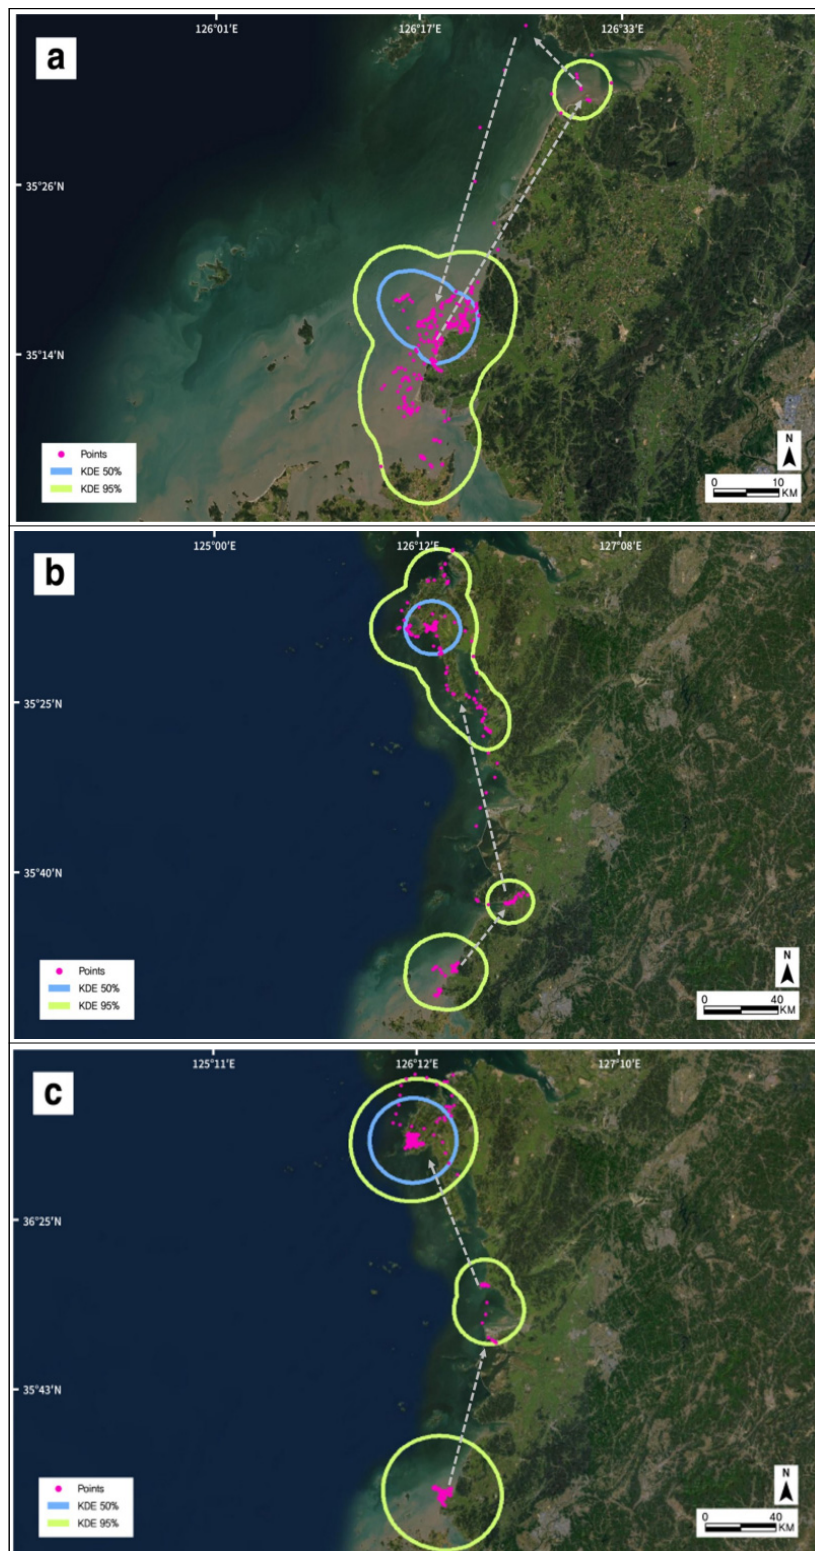 126°01'E 126°17'E 126°33'E
a
35°26'N
35°14'N
Points
KDE 50%
KDE 95%
N
0 10
KM
125°00'E 126°12'E 127°08'E
b
35°25'N
35°40'N
Points
KDE 50%
KDE 95%
N
0 40
KM
125°11'E 126°12'E 127°10'E
c
36°25'N
35°43'N
Points
KDE 50%
KDE 95%
N
0 40
KM